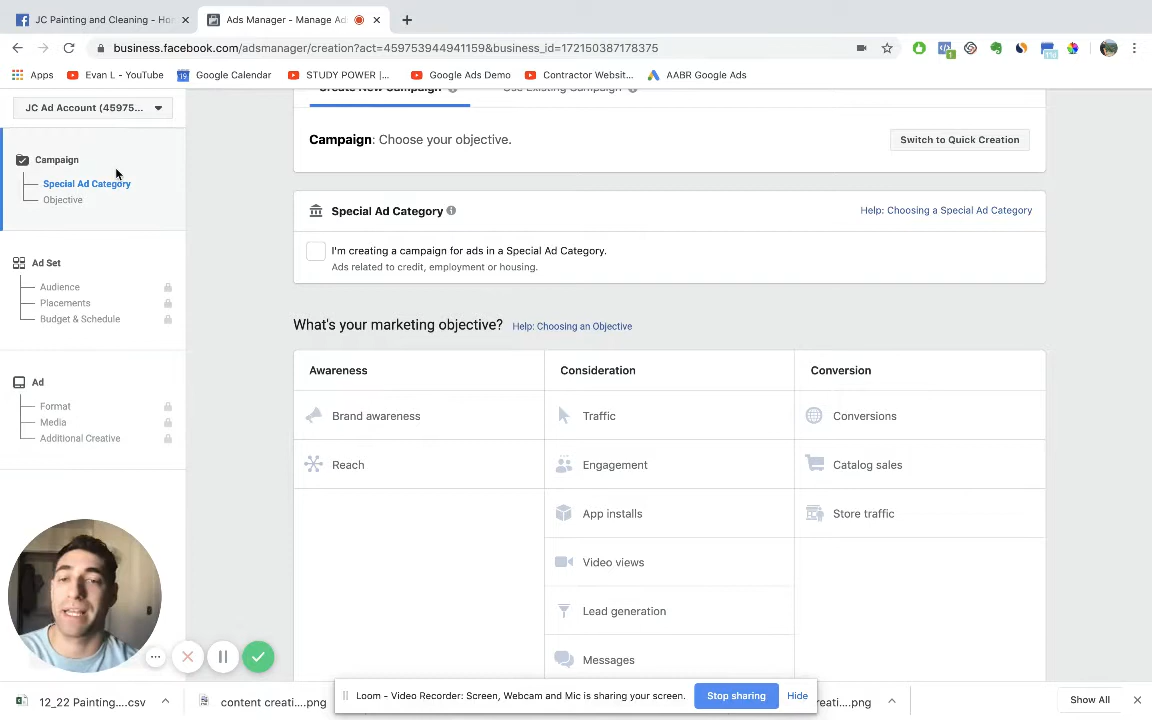 JC Painting and Cleaning - Ho
Ads Manager - Manage Ad
business.facebook.com/adsmanager/creation?act=459753944941159&business_id=172150387178375
Apps
Evan L - YouTube
Google Calendar
STUDY POWER |...
Google Ads Demo
Contractor Websit...
AABR Google Ads
JC Ad Account (45975...
Campaign
Special Ad Category
Objective
Ad Set
Audience
Placements
Budget & Schedule
Ad
Format
Media
Additional Creative
Create New Campaign
Use Existing Campaign
Campaign: Choose your objective.
Switch to Quick Creation
Special Ad Category
Help: Choosing a Special Ad Category
I'm creating a campaign for ads in a Special Ad Category.
Ads related to credit, employment or housing.
What's your marketing objective? Help: Choosing an Objective
Awareness
Consideration
Conversion
Brand awareness
Traffic
Conversions
Reach
Engagement
Catalog sales
App installs
Store traffic
Video views
Lead generation
Messages
12_22 Painting....csv
content creati....png
Loom - Video Recorder: Screen, Webcam and Mic is sharing your screen.
Stop sharing
Hide
reati....png
Show All